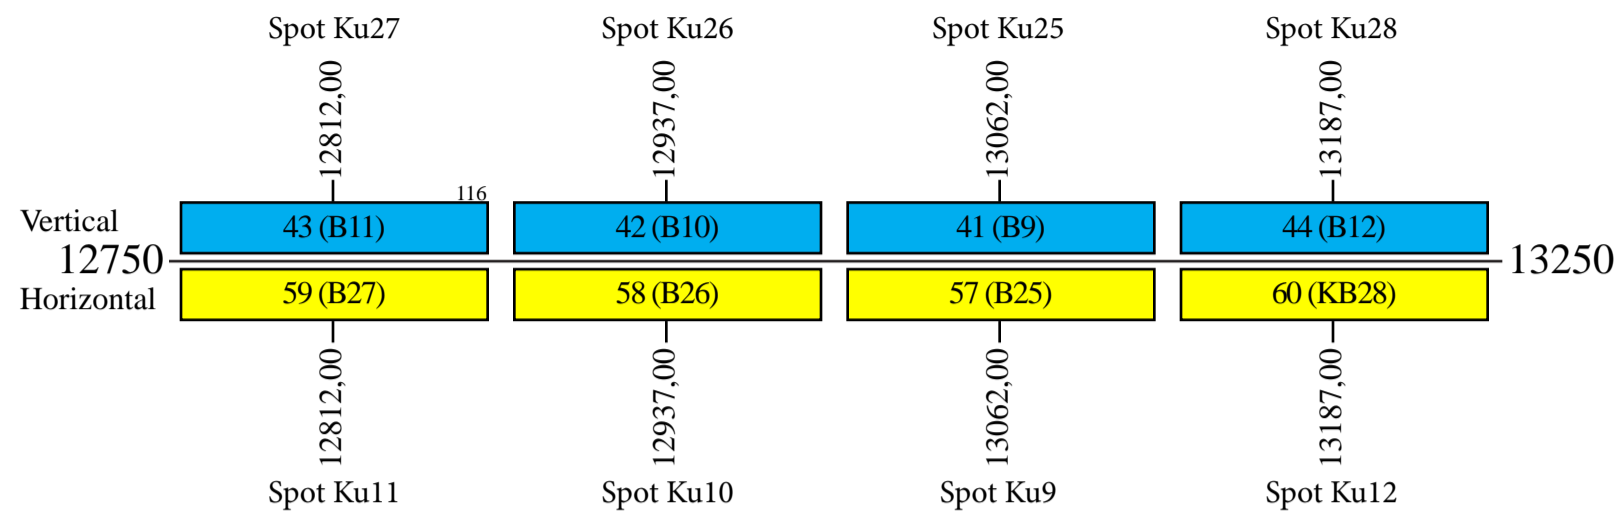 Spot Ku27 Spot Ku26 Spot Ku25 Spot Ku28
12812,00 12937,00 13062,00 13187,00
116
Vertical 43 (B11) 42 (B10) 41 (B9) 44 (B12)
12750 13250
Horizontal 59 (B27) 58 (B26) 57 (B25) 60 (KB28)
12812,00 12937,00 13062,00 13187,00
Spot Ku11 Spot Ku10 Spot Ku9 Spot Ku12